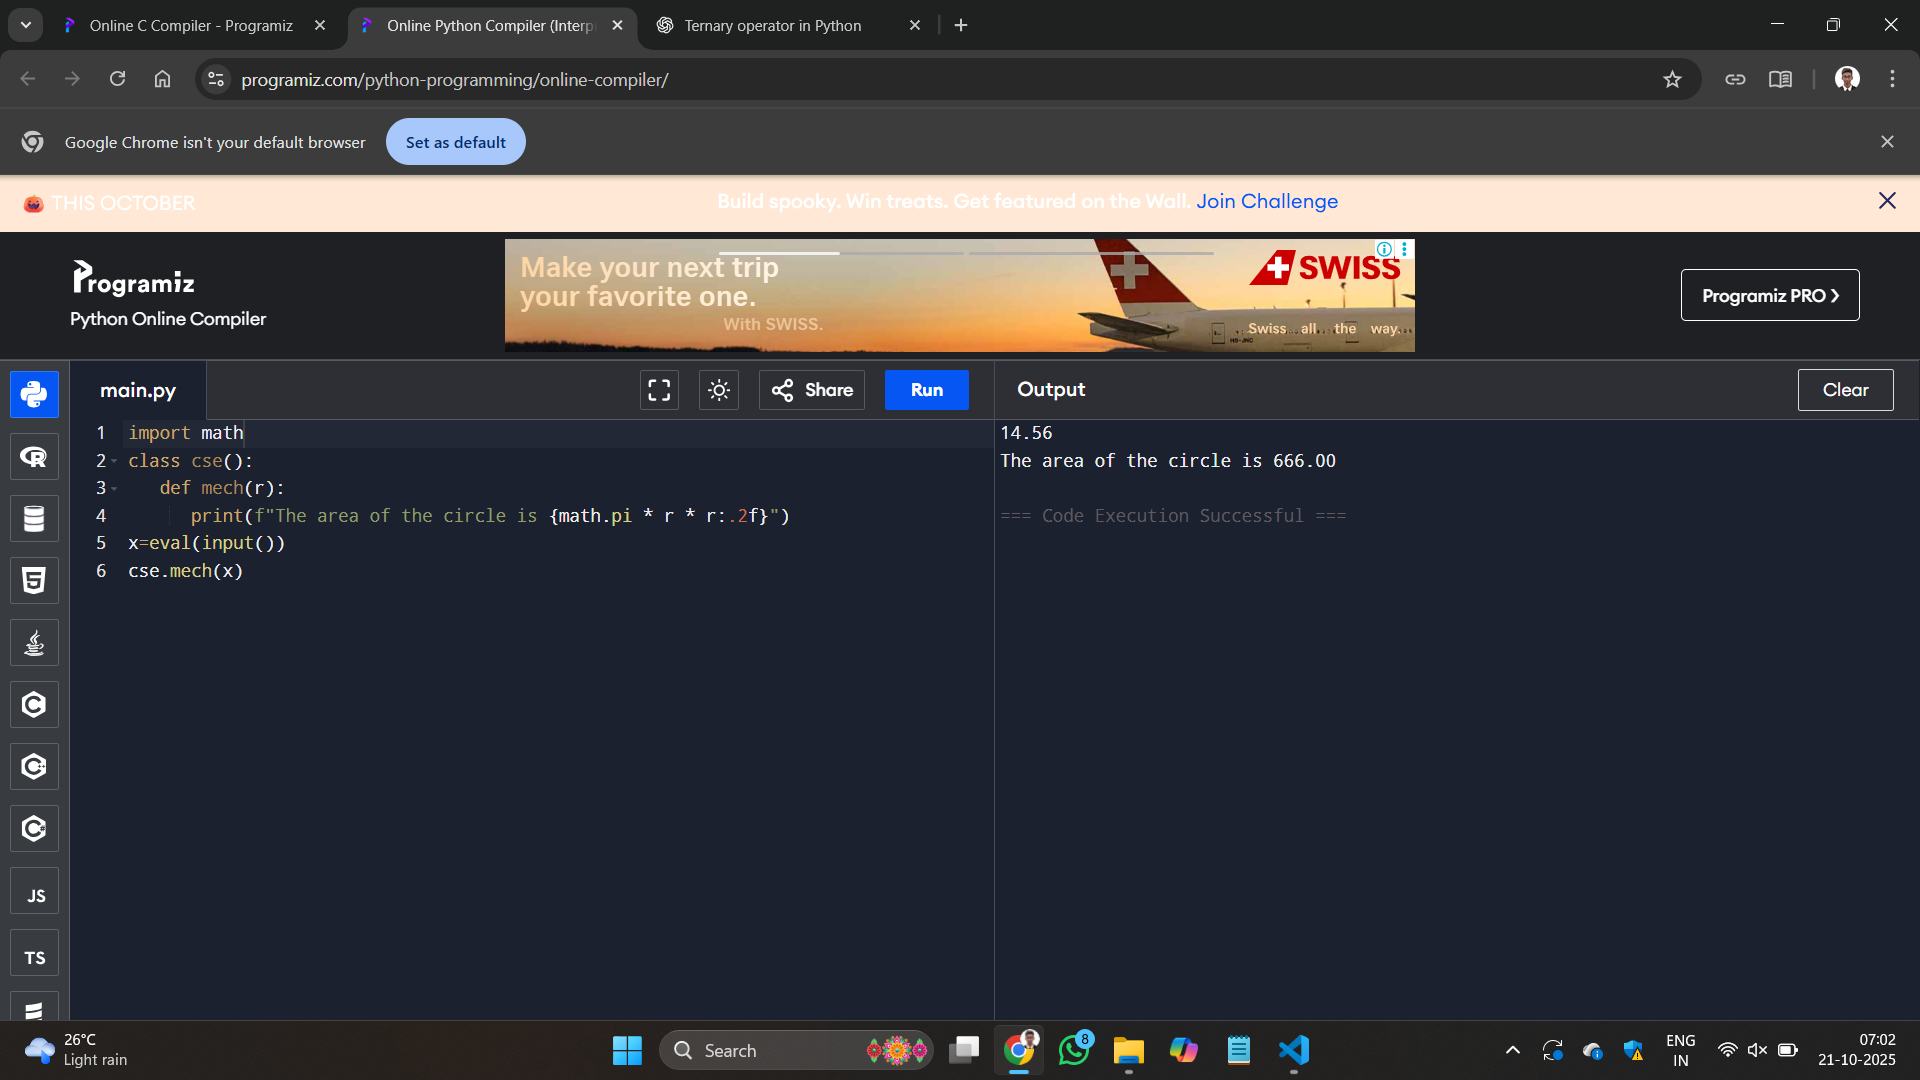 Online C Compiler - Programiz
Online Python Compiler (Interp
Ternary operator in Python
programiz.com/python-programming/online-compiler/
Google Chrome isn't your default browser
Set as default
THIS OCTOBER
Build spooky. Win treats. Get featured on the Wall. Join Challenge
Programiz
Python Online Compiler
Make your next trip
your favorite one.
With SWISS.
SWISS
Swiss all the way.
HB-JNC
Programiz PRO
main.py
Share
Run
Output
Clear
1 import math
2 class cse():
3 def mech(r):
4 print(f"The area of the circle is {math.pi * r * r:.2f}")
5 x=eval(input())
6 cse.mech(x)
14.56
The area of the circle is 666.00
=== Code Execution Successful ===
R
5
C
C
C
JS
TS
26°C
Light rain
Search
8
ENG
IN
07:02
21-10-2025